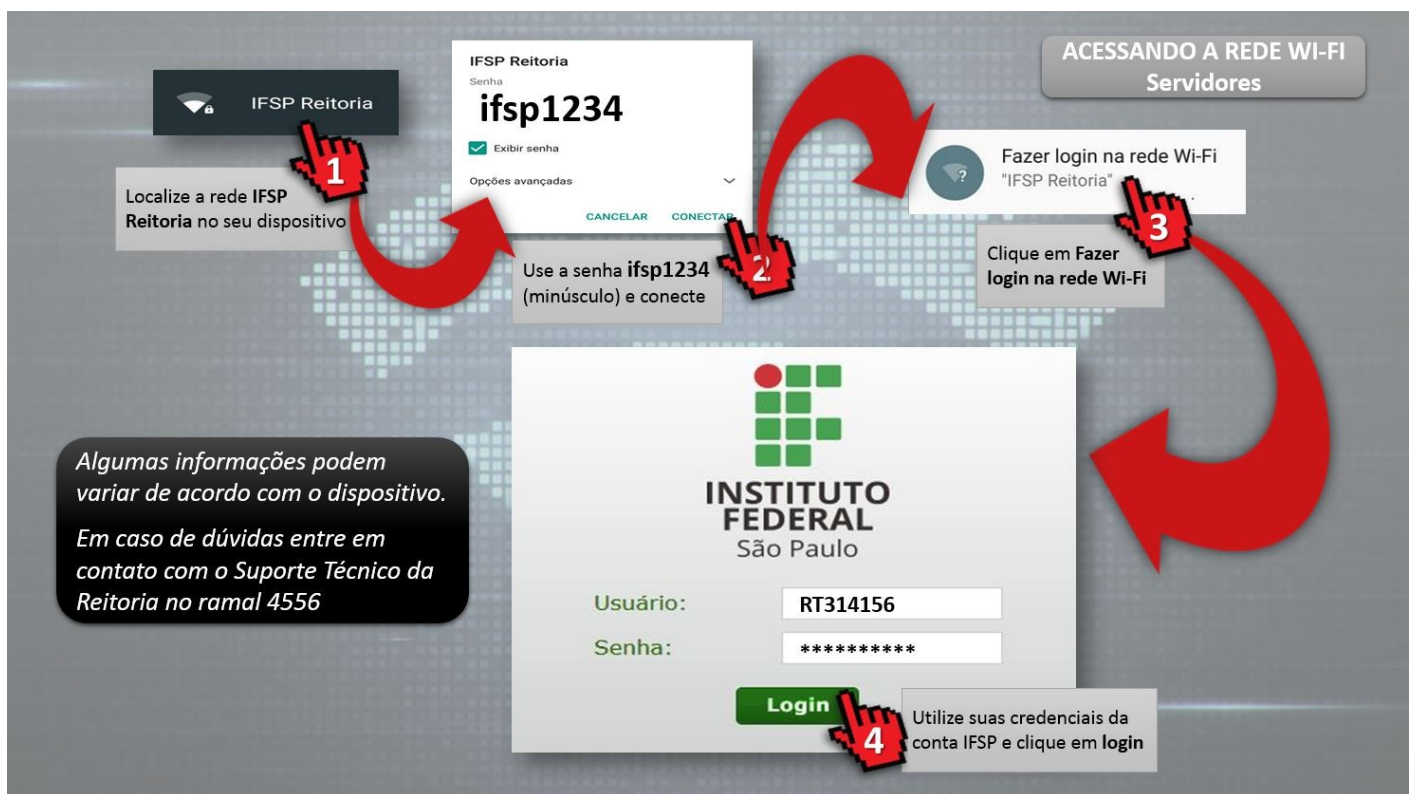 ACESSANDO A REDE WI-FI
Servidores
IFSP Reitoria
1
Localize a rede IFSP
Reitoria no seu dispositivo
IFSP Reitoria
Senha
ifsp1234
Exibir senha
Opções avançadas
CANCELAR CONECTAR
2
Use a senha ifsp1234
(minúsculo) e conecte
Fazer login na rede Wi-Fi
"IFSP Reitoria"
3
Clique em Fazer
login na rede Wi-Fi
Algumas informações podem
variar de acordo com o dispositivo.
Em caso de dúvidas entre em
contato com o Suporte Técnico da
Reitoria no ramal 4556
INSTITUTO
FEDERAL
São Paulo
Usuário: RT314156
Senha: **********
Login
4
Utilize suas credenciais da
conta IFSP e clique em login